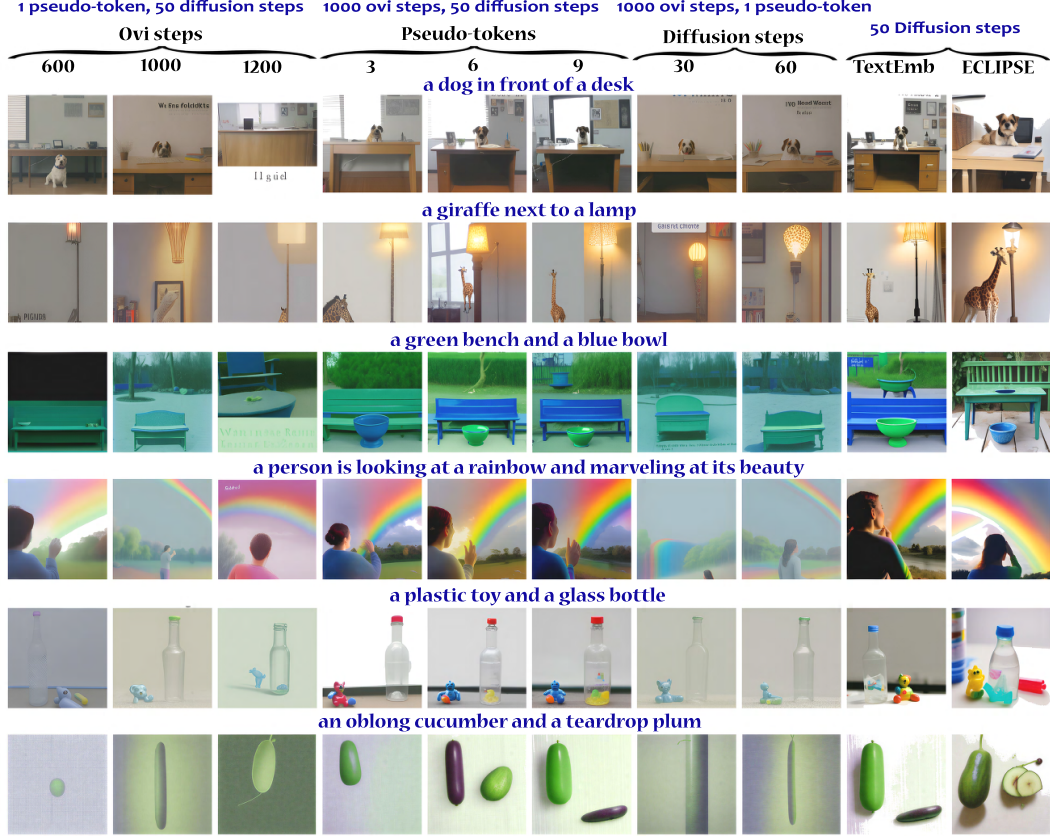 1 pseudo-token, 50 diffusion steps 1000 ovi steps, 50 diffusion steps 1000 ovi steps, 1 pseudo-token
Ovi steps Pseudo-tokens Diffusion steps 50 Diffusion steps
600 1000 1200 3 6 9 30 60 TextEmb ECLIPSE
a dog in front of a desk
a giraffe next to a lamp
a green bench and a blue bowl
a person is looking at a rainbow and marveling at its beauty
a plastic toy and a glass bottle
an oblong cucumber and a teardrop plum